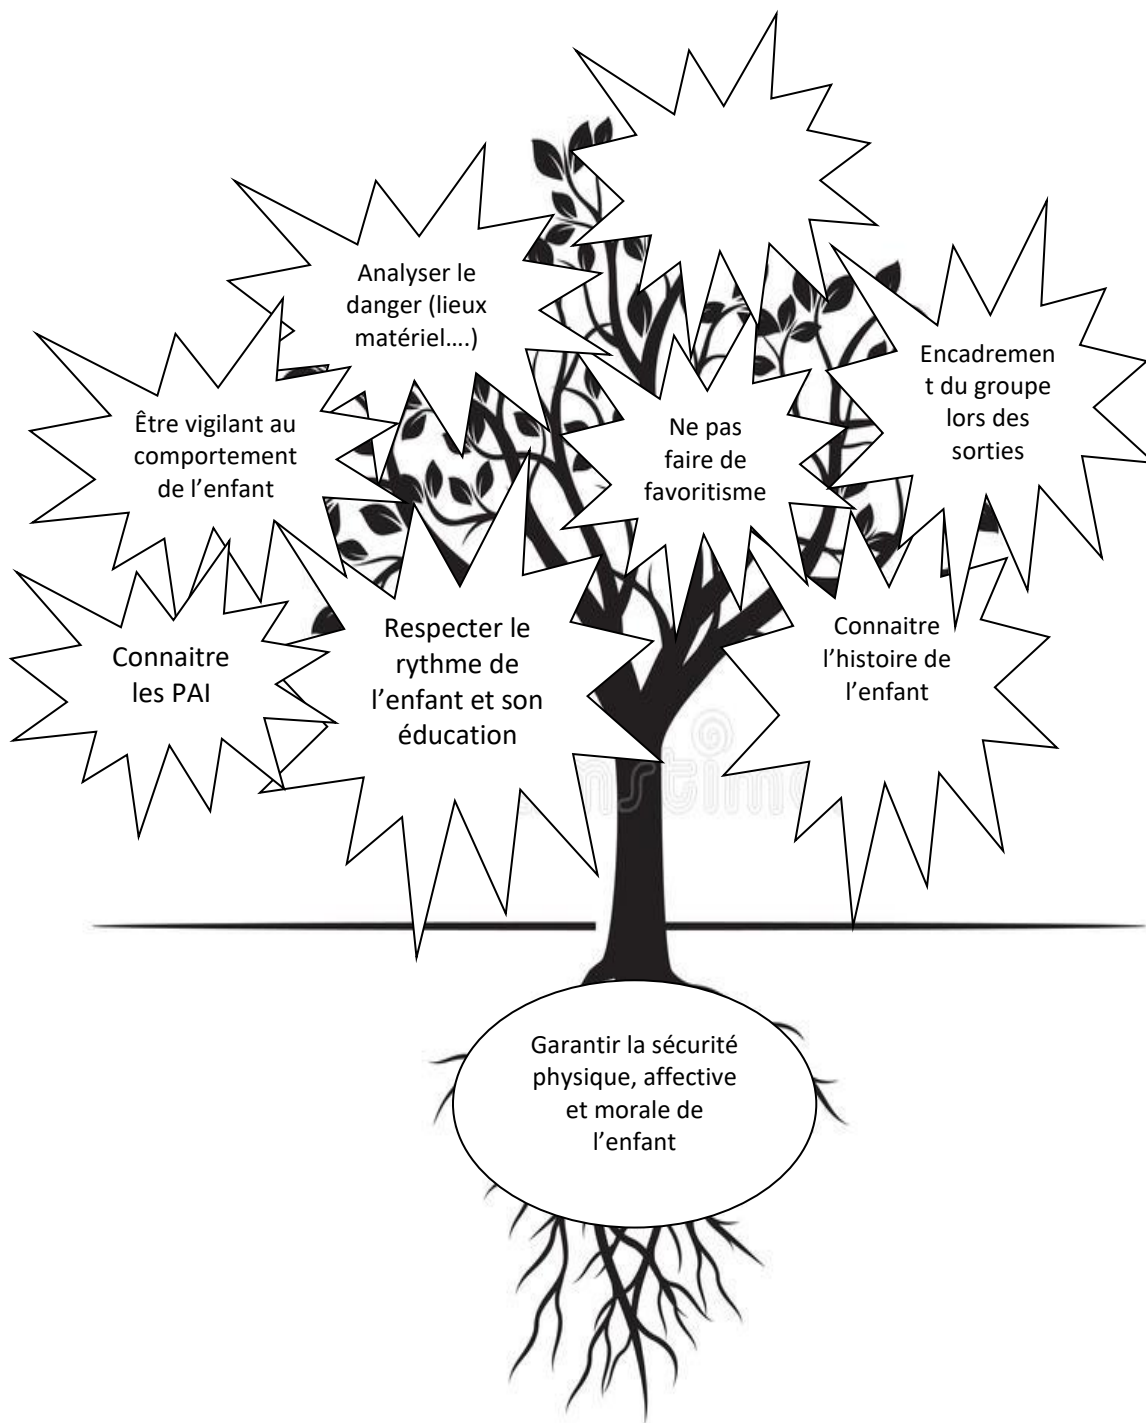 Analyser le
danger (lieux
matériel....)
Encadremen
t du groupe
lors des
sorties
Être vigilant au
comportement
de l'enfant
Ne pas
faire de
favoritisme
Connaitre
les PAI
Respecter le
rythme de
l'enfant et son
éducation
Connaitre
l'histoire de
l'enfant
Garantir la sécurité
physique, affective
et morale de
l'enfant